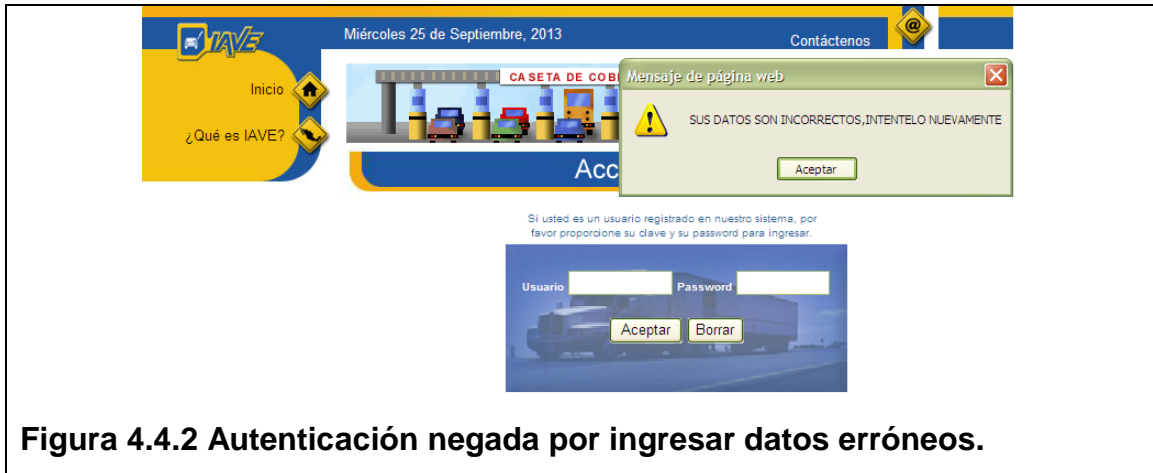 IAVE
Miércoles 25 de Septiembre, 2013
Contáctenos
@
Inicio
¿Qué es IAVE?
CASETA DE COB
Mensaje de página web
SUS DATOS SON INCORRECTOS,INTENTELO NUEVAMENTE
Aceptar
Acc
Si usted es un usuario registrado en nuestro sistema, por
favor proporcione su clave y su password para ingresar.
Usuario Password
Aceptar Borrar
Figura 4.4.2 Autenticación negada por ingresar datos erróneos.